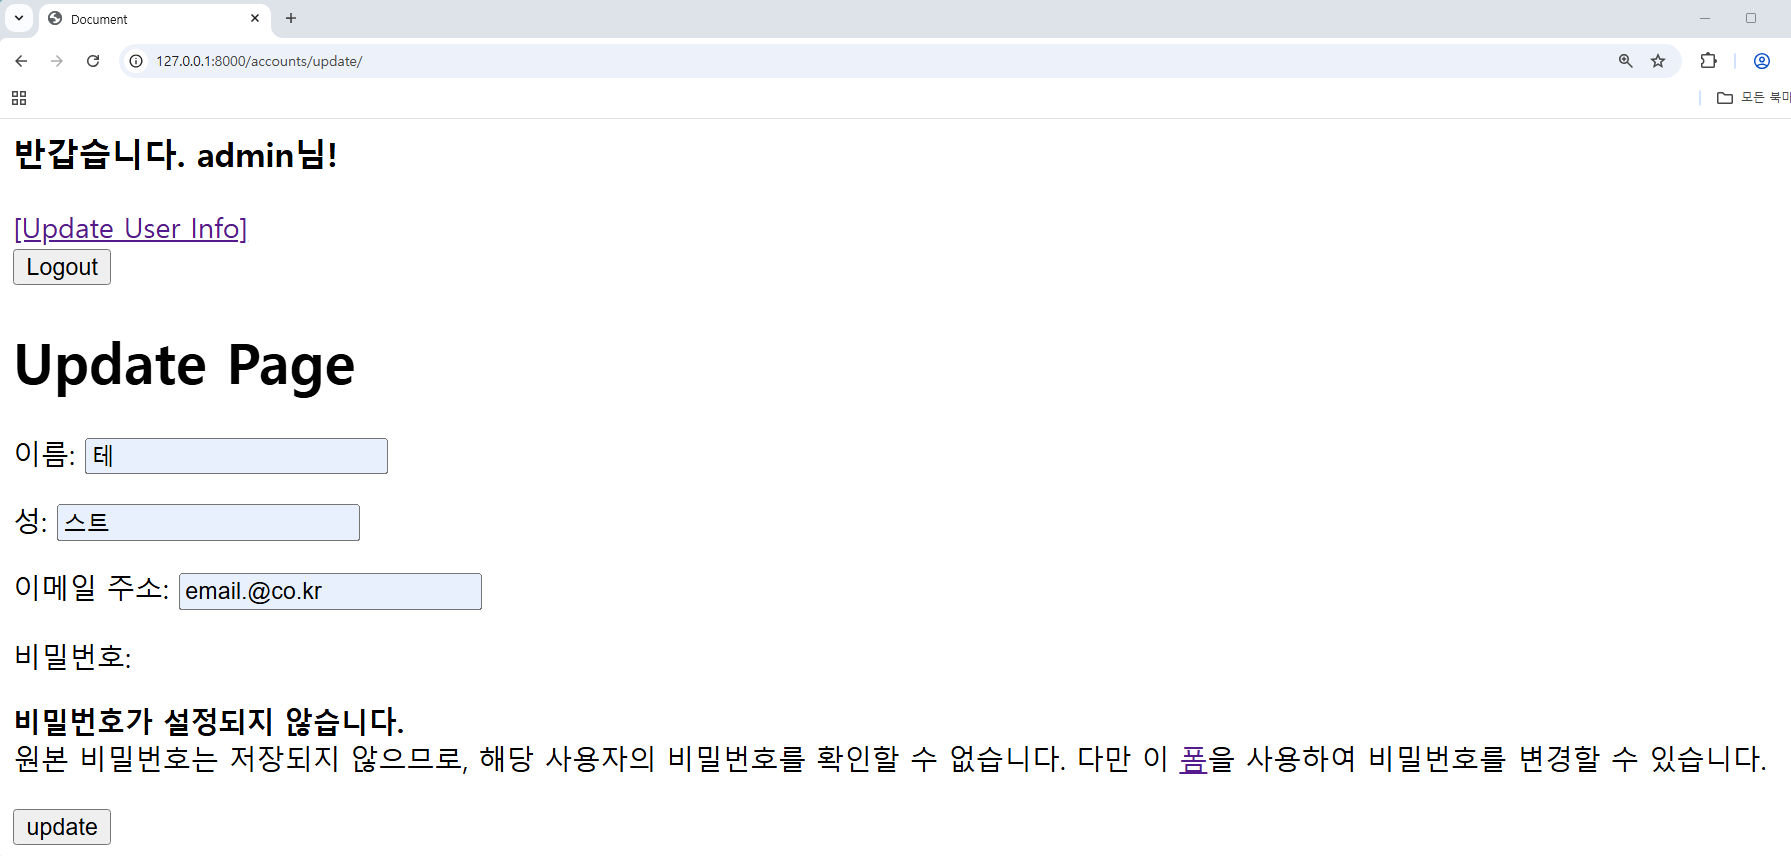 Document
127.0.0.1:8000/accounts/update/
모든 북마
반갑습니다. admin님!
[Update User Info]
Logout
Update Page
이름: 테
성: 스트
이메일 주소: email.@co.kr
비밀번호:
비밀번호가 설정되지 않습니다.
원본 비밀번호는 저장되지 않으므로, 해당 사용자의 비밀번호를 확인할 수 없습니다. 다만 이 폼을 사용하여 비밀번호를 변경할 수 있습니다.
update